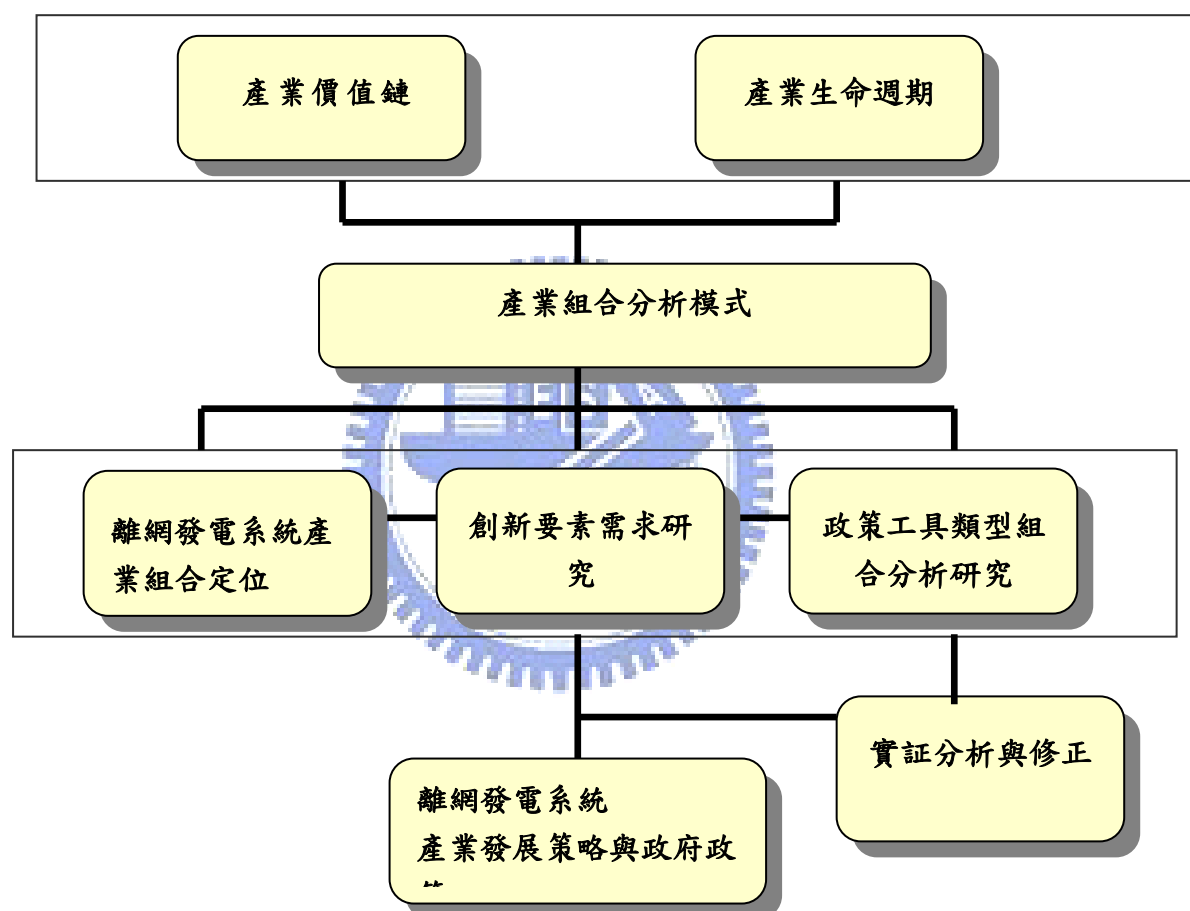 產業價值鏈
產業生命週期
產業組合分析模式
離網發電系統產
業組合定位
創新要素需求研
究
政策工具類型組
合分析研究
實証分析與修正
離網發電系統
產業發展策略與政府政